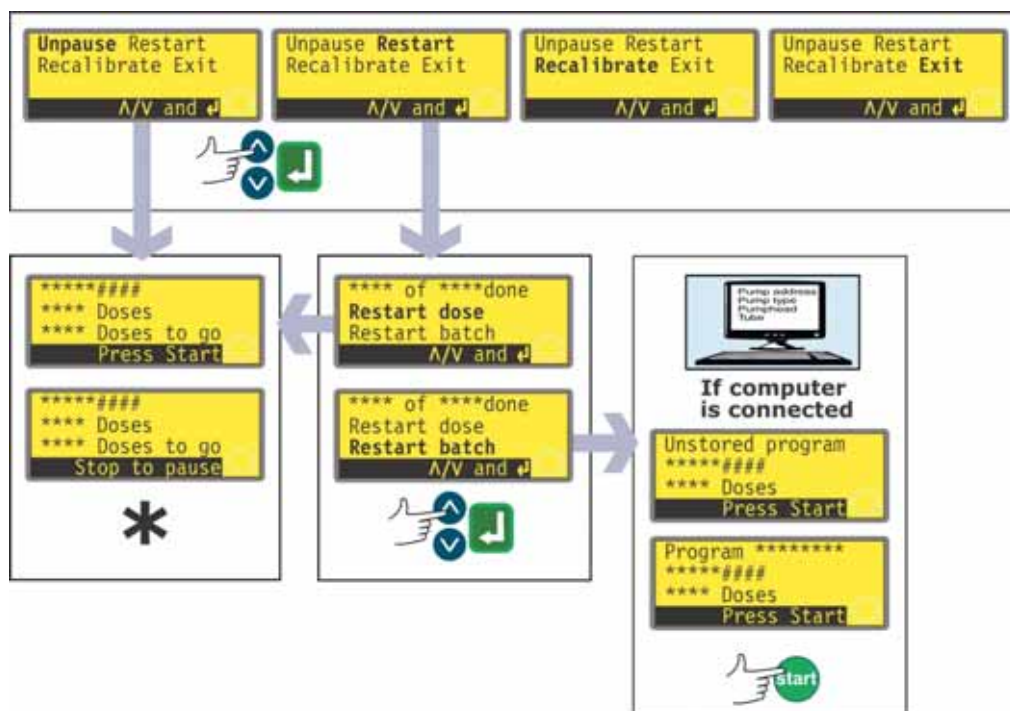 Unpause Restart
Recalibrate Exit
Λ/V and ↲
Unpause Restart
Recalibrate Exit
Λ/V and ↲
Unpause Restart
Recalibrate Exit
Λ/V and ↲
Unpause Restart
Recalibrate Exit
Λ/V and ↲
*****####
**** Doses
**** Doses to go
Press Start
*****####
**** Doses
**** Doses to go
Stop to pause
*
**** of ****done
Restart dose
Restart batch
Λ/V and ↲
**** of ****done
Restart dose
Restart batch
Λ/V and ↲
Pump address
Pump type
Pumphead
Tube
If computer
is connected
Unstored program
*****####
**** Doses
Press Start
Program ********
*****####
**** Doses
Press Start
start